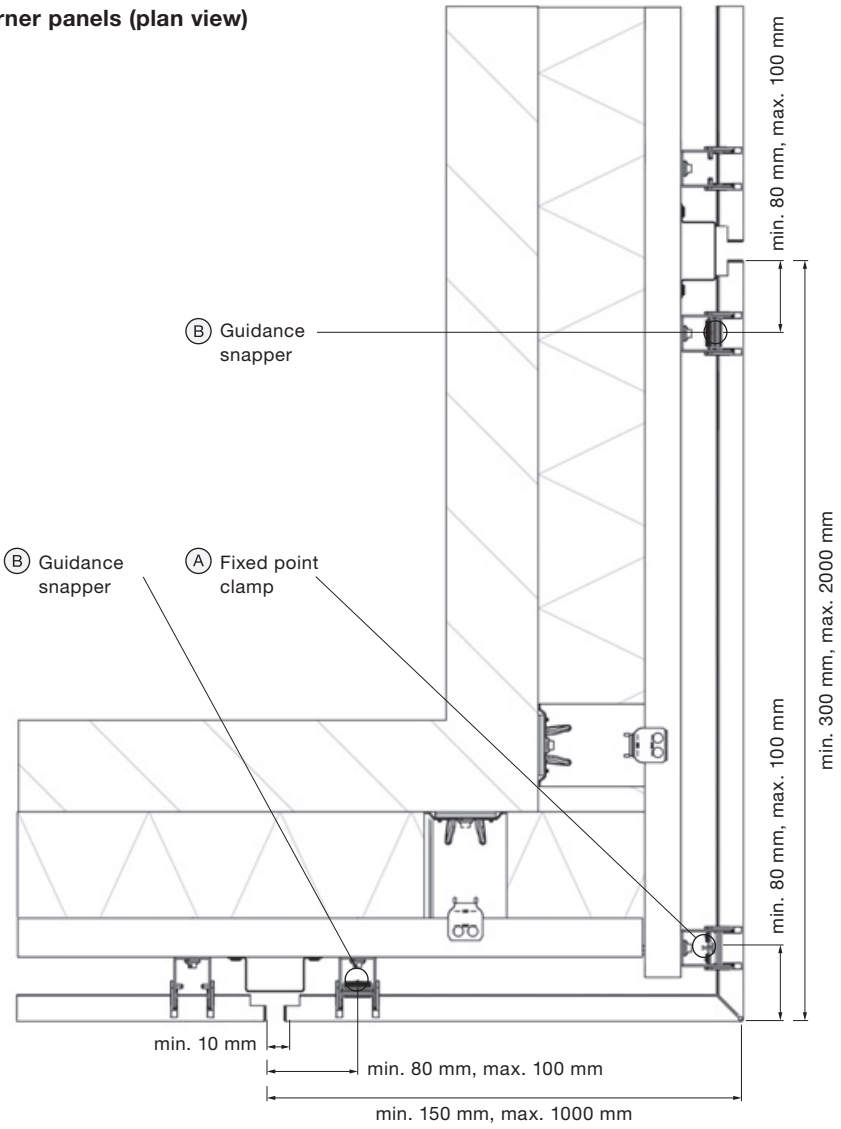 rner panels (plan view)
min. 80 mm, max. 100 mm
B Guidance
snapper
min. 300 mm, max. 2000 mm
B Guidance
snapper
A Fixed point
clamp
min. 80 mm, max. 100 mm
min. 10 mm
min. 80 mm, max. 100 mm
min. 150 mm, max. 1000 mm